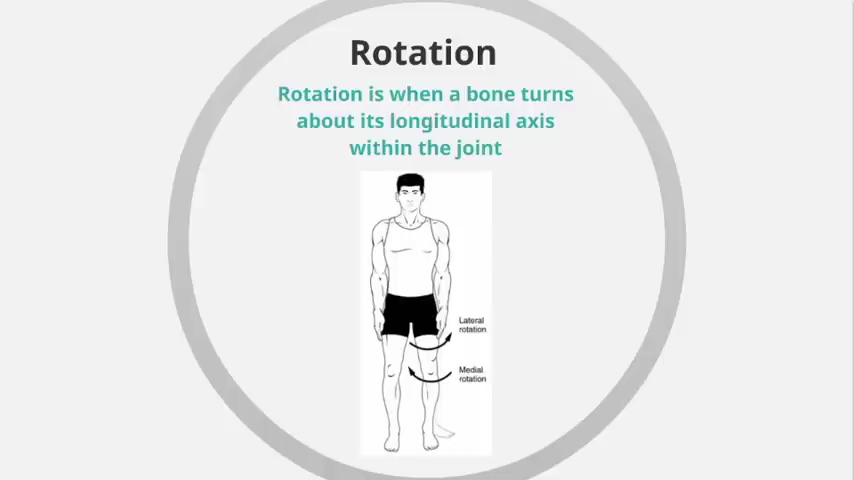 Rotation
Rotation is when a bone turns
about its longitudinal axis
within the joint
Lateral
rotation
Medial
rotation